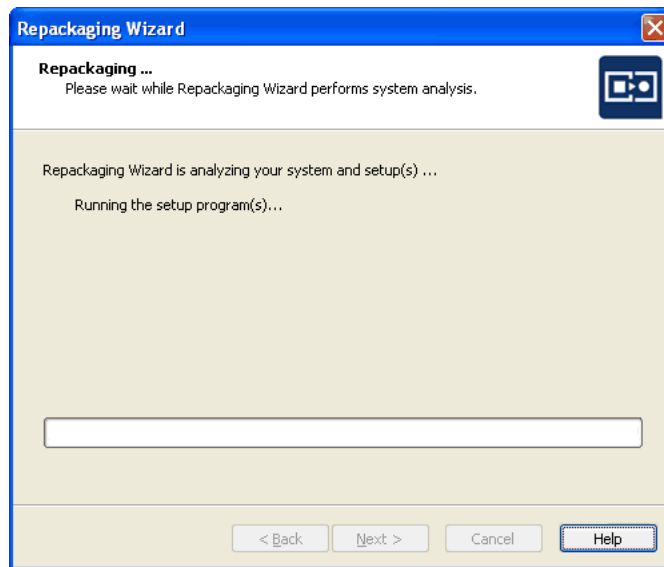 Repackaging Wizard
Repackaging ...
Please wait while Repackaging Wizard performs system analysis.
Repackaging Wizard is analyzing your system and setup(s) ...
Running the setup program(s)...
< Back
Next >
Cancel
Help